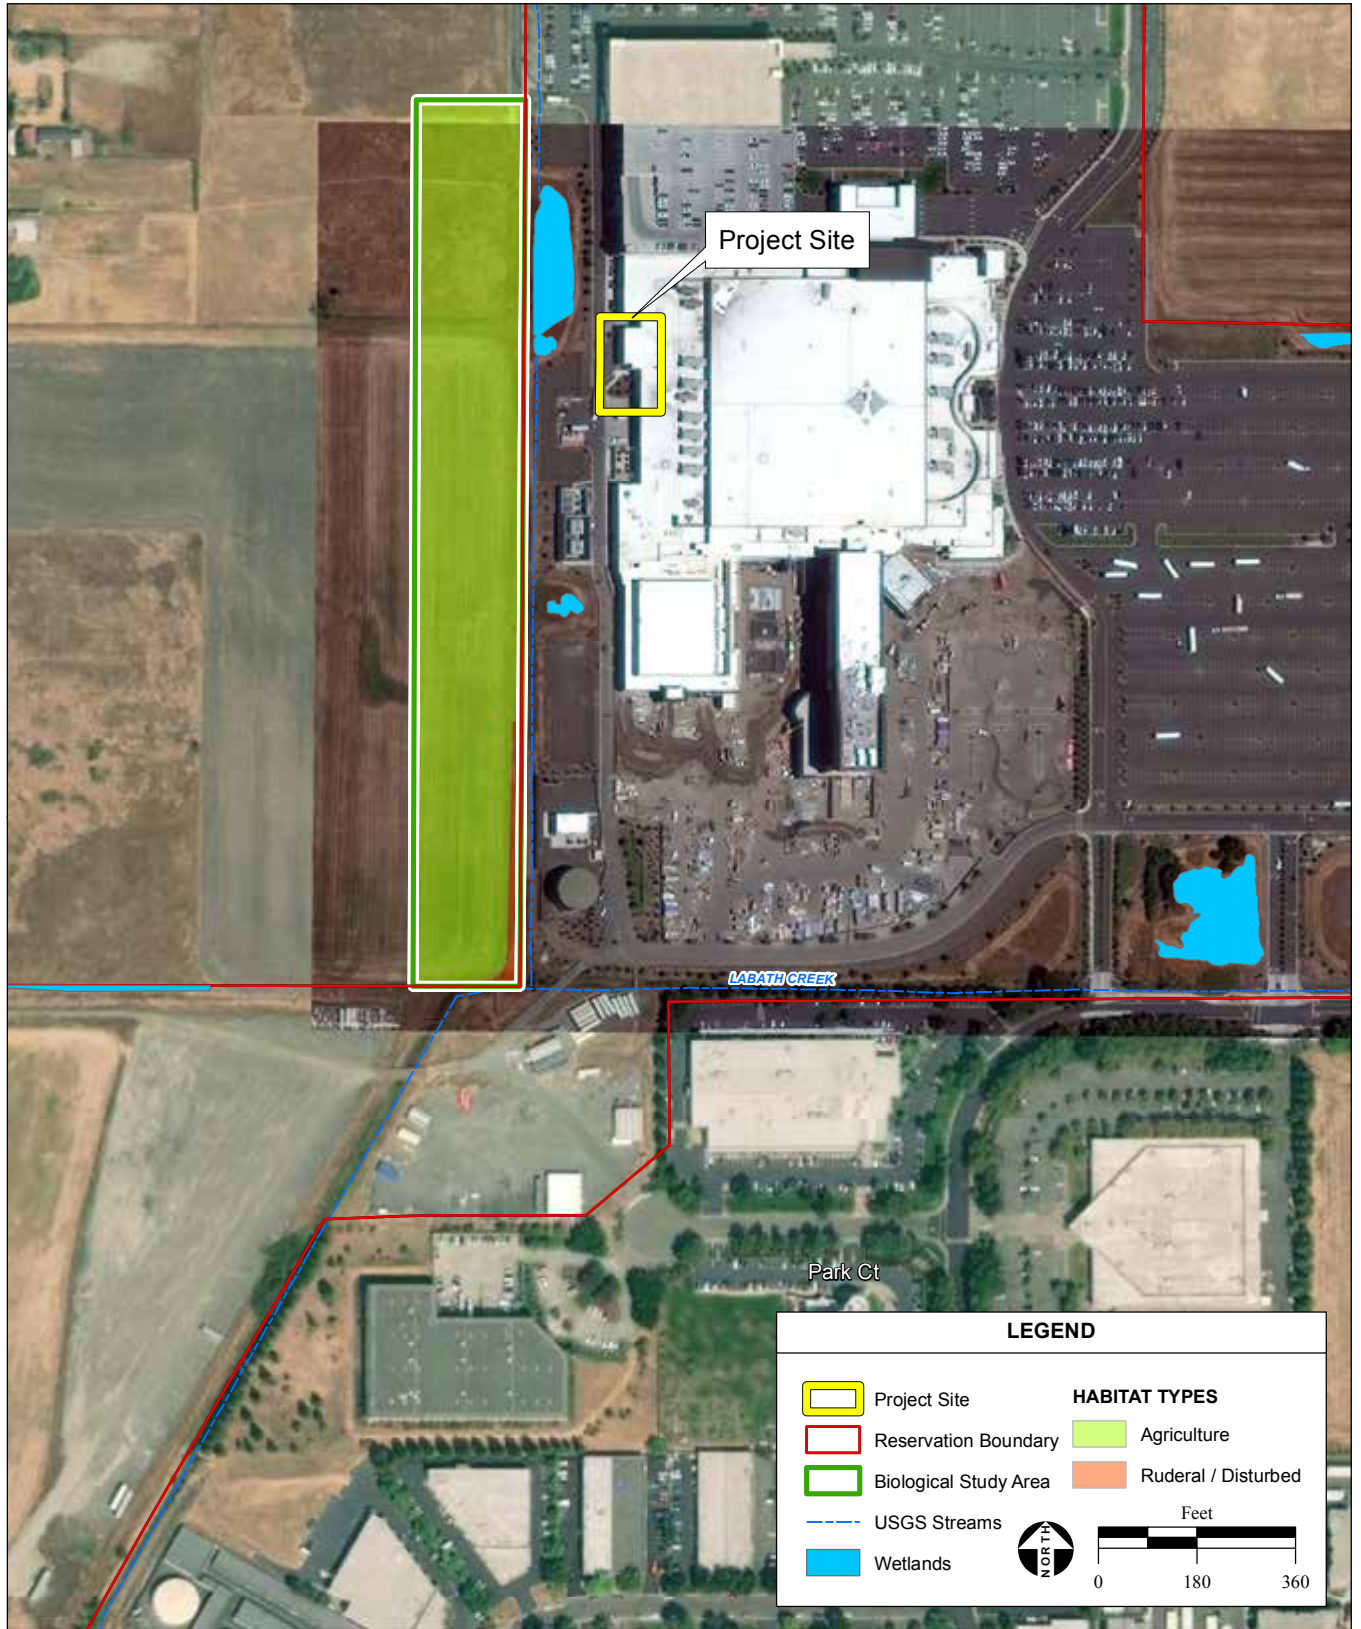 Project Site
LABATH CREEK
Park Ct
LEGEND
Project Site
Reservation Boundary
Biological Study Area
USGS Streams
Wetlands
HABITAT TYPES
Agriculture
Ruderal / Disturbed
NORTH
Feet
0 180 360